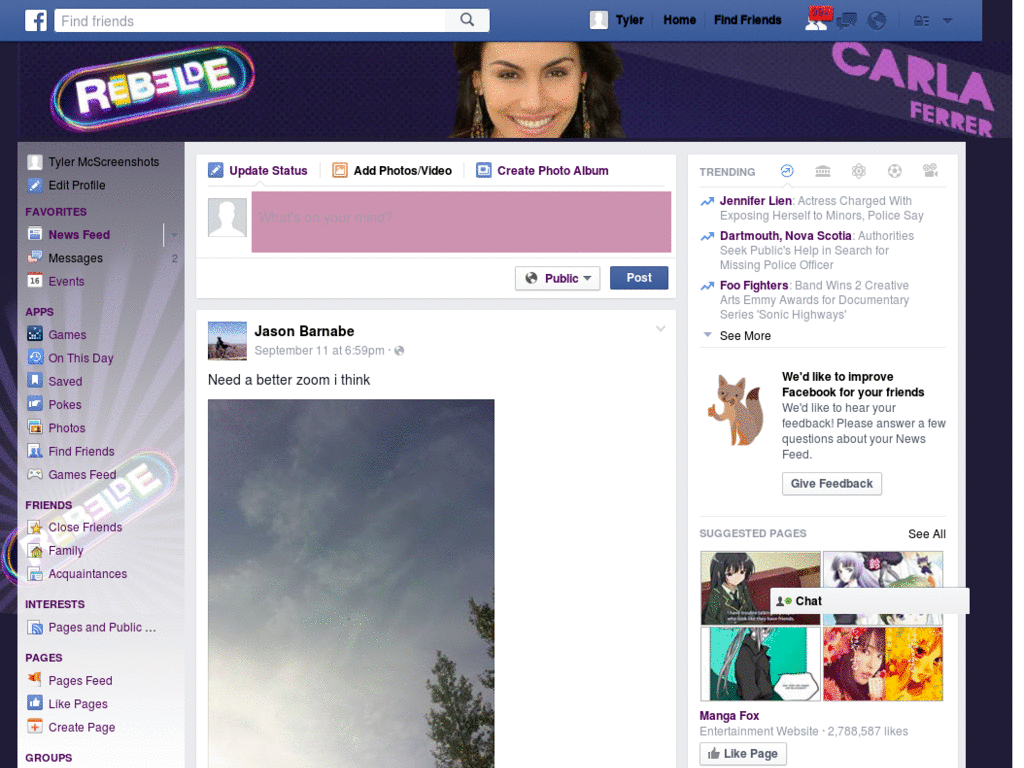 Find friends
Tyler
Home
Find Friends
REBELDE
CARLA
FERRER
Tyler McScreenshots
Edit Profile
FAVORITES
News Feed
Messages 2
Events
APPS
Games
On This Day
Saved
Pokes
Photos
Find Friends
Games Feed
REBELDE
FRIENDS
Close Friends
Family
Acquaintances
INTERESTS
Pages and Public ...
PAGES
Pages Feed
Like Pages
Create Page
GROUPS
Update Status
Add Photos/Video
Create Photo Album
What's on your mind?
Public
Post
Jason Barnabe
September 11 at 6:59pm ·
Need a better zoom i think
TRENDING
Jennifer Lien: Actress Charged With
Exposing Herself to Minors, Police Say
Dartmouth, Nova Scotia: Authorities
Seek Public's Help in Search for
Missing Police Officer
Foo Fighters: Band Wins 2 Creative
Arts Emmy Awards for Documentary
Series 'Sonic Highways'
See More
We'd like to improve
Facebook for your friends
We'd like to hear your
feedback! Please answer a few
questions about your News
Feed.
Give Feedback
SUGGESTED PAGES
See All
Chat
Manga Fox
Entertainment Website · 2,788,587 likes
Like Page